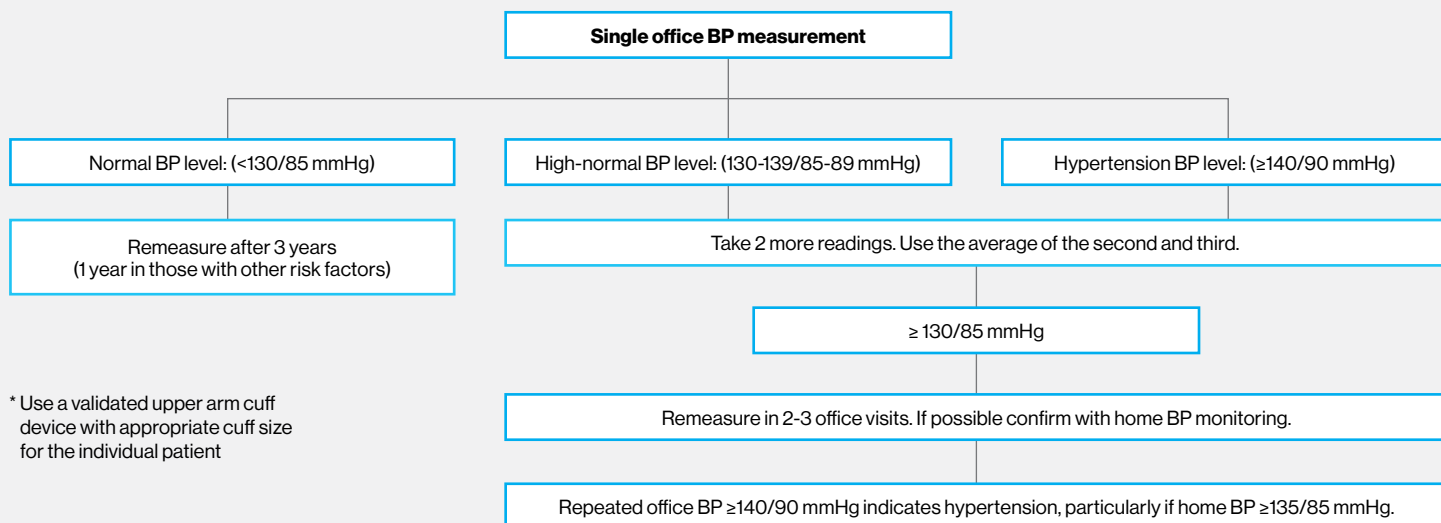 Single office BP measurement
Normal BP level: (<130/85 mmHg)
High-normal BP level: (130-139/85-89 mmHg)
Hypertension BP level: (≥140/90 mmHg)
Remeasure after 3 years
(1 year in those with other risk factors)
Take 2 more readings. Use the average of the second and third.
≥ 130/85 mmHg
* Use a validated upper arm cuff
device with appropriate cuff size
for the individual patient
Remeasure in 2-3 office visits. If possible confirm with home BP monitoring.
Repeated office BP ≥140/90 mmHg indicates hypertension, particularly if home BP ≥135/85 mmHg.